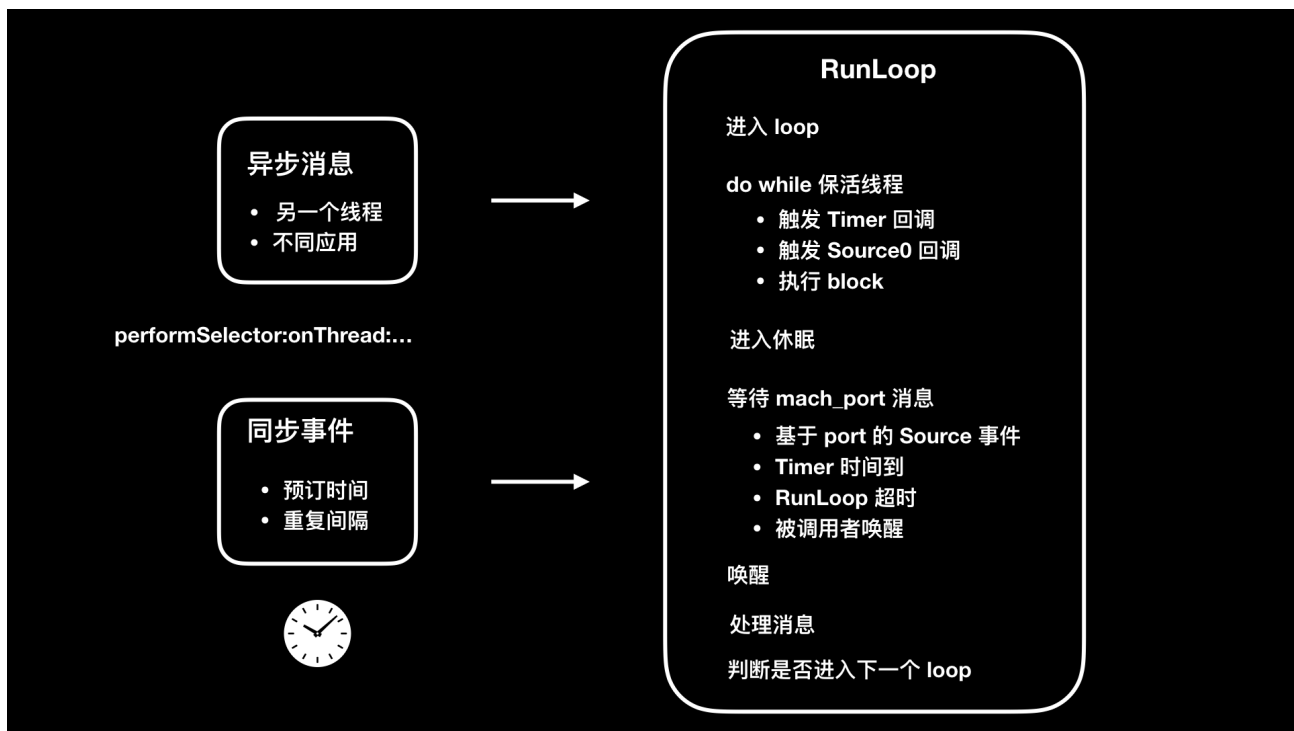 异步消息
• 另一个线程
• 不同应用
performSelector:onThread:…
同步事件
• 预订时间
• 重复间隔
RunLoop
进入 loop
do while 保活线程
• 触发 Timer 回调
• 触发 Source0 回调
• 执行 block
进入休眠
等待 mach_port 消息
• 基于 port 的 Source 事件
• Timer 时间到
• RunLoop 超时
• 被调用者唤醒
唤醒
处理消息
判断是否进入下一个 loop